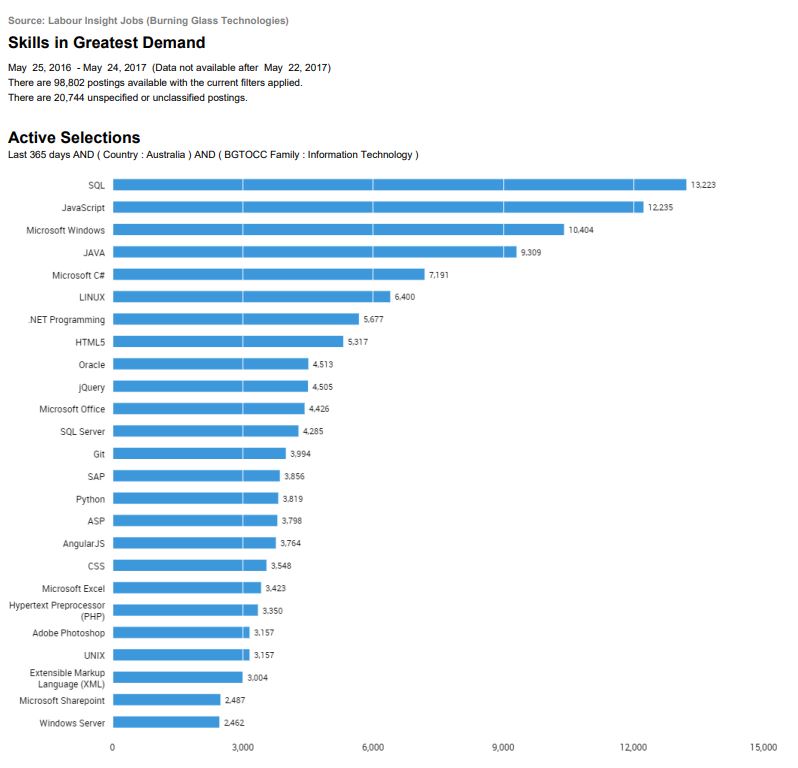 Source: Labour Insight Jobs (Burning Glass Technologies)
Skills in Greatest Demand
May 25, 2016 - May 24, 2017 (Data not available after May 22, 2017)
There are 98,802 postings available with the current filters applied.
There are 20,744 unspecified or unclassified postings.
Active Selections
Last 365 days AND ( Country : Australia ) AND ( BGTOCC Family : Information Technology )
SQL 13,223
JavaScript 12,235
Microsoft Windows 10,404
JAVA 9,309
Microsoft C# 7,191
LINUX 6,400
.NET Programming 5,677
HTML5 5,317
Oracle 4,513
jQuery 4,505
Microsoft Office 4,426
SQL Server 4,285
Git 3,994
SAP 3,856
Python 3,819
ASP 3,798
AngularJS 3,764
CSS 3,548
Microsoft Excel 3,423
Hypertext Preprocessor
(PHP) 3,350
Adobe Photoshop 3,157
UNIX 3,157
Extensible Markup
Language (XML) 3,004
Microsoft Sharepoint 2,487
Windows Server 2,462
0 3,000 6,000 9,000 12,000 15,000